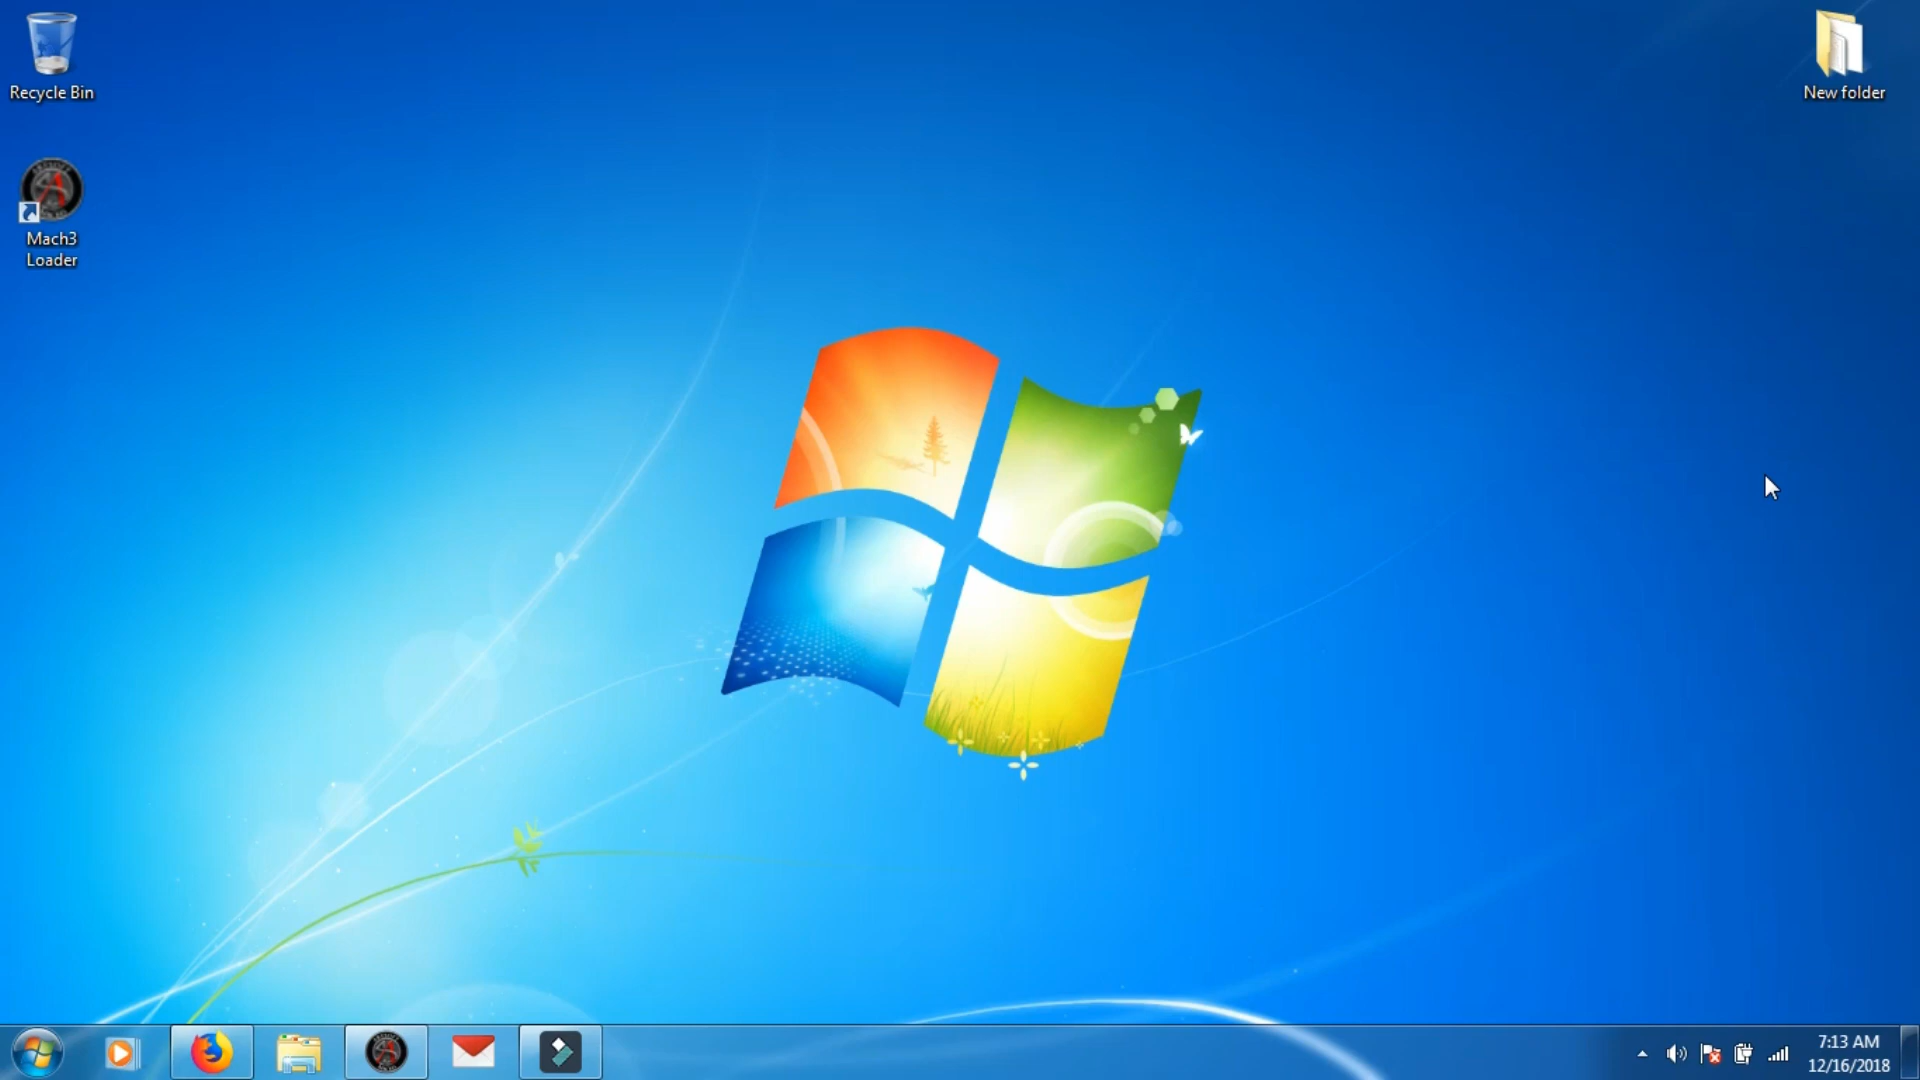 Recycle Bin
New folder
Mach3
Loader
7:13 AM
12/16/2018